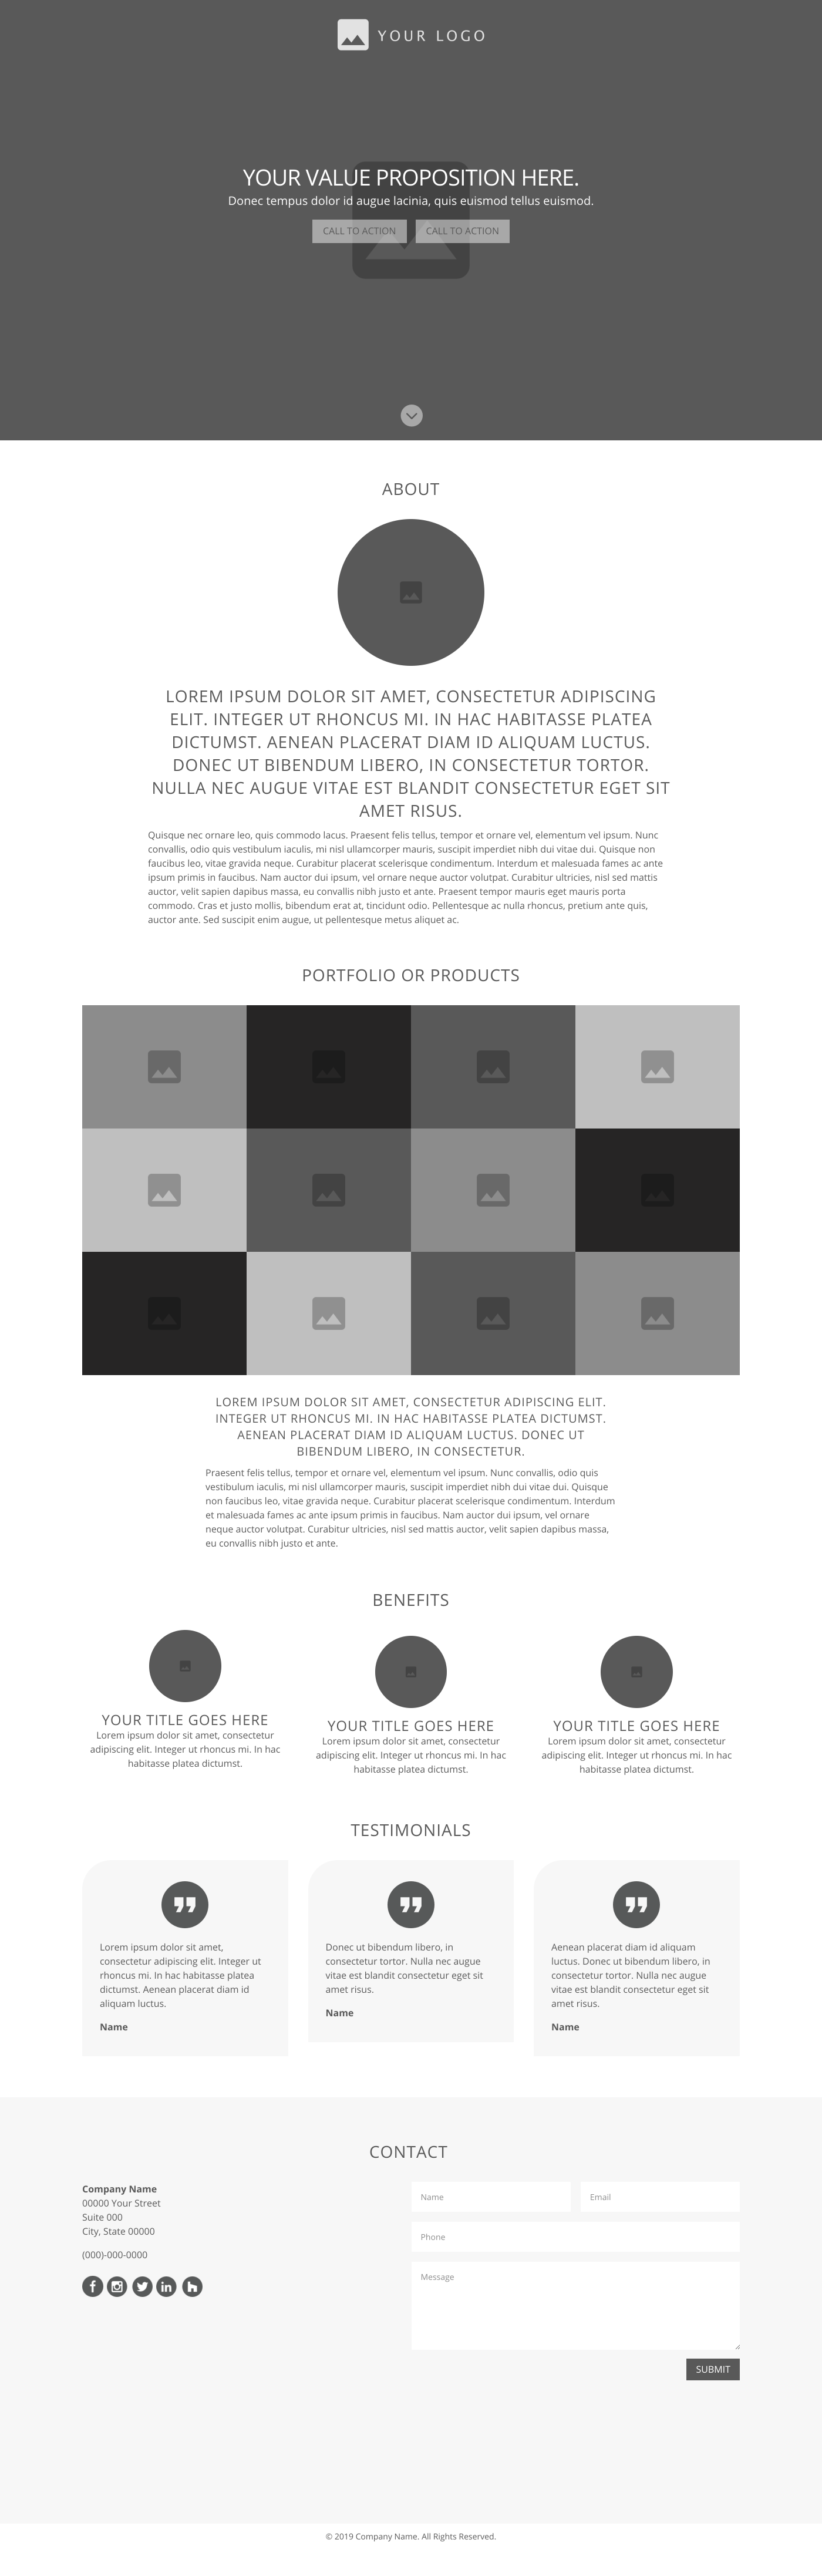 YOUR LOGO
YOUR VALUE PROPOSITION HERE.
Donec tempus dolor id augue lacinia, quis euismod tellus euismod.
CALL TO ACTION
CALL TO ACTION
ABOUT
LOREM IPSUM DOLOR SIT AMET, CONSECTETUR ADIPISCING
ELIT. INTEGER UT RHONCUS MI. IN HAC HABITASSE PLATEA
DICTUMST. AENEAN PLACERAT DIAM ID ALIQUAM LUCTUS.
DONEC UT BIBENDUM LIBERO, IN CONSECTETUR TORTOR.
NULLA NEC AUGUE VITAE EST BLANDIT CONSECTETUR EGET SIT
AMET RISUS.
Quisque nec ornare leo, quis commodo lacus. Praesent felis tellus, tempor et ornare vel, elementum vel ipsum. Nunc
convallis, odio quis vestibulum iaculis, mi nisl ullamcorper mauris, suscipit imperdiet nibh dui vitae dui. Quisque non
faucibus leo, vitae gravida neque. Curabitur placerat scelerisque condimentum. Interdum et malesuada fames ac ante
ipsum primis in faucibus. Nam auctor dui ipsum, vel ornare neque auctor volutpat. Curabitur ultricies, nisl sed mattis
auctor, velit sapien dapibus massa, eu convallis nibh justo et ante. Praesent tempor mauris eget mauris porta
commodo. Cras et justo mollis, bibendum erat at, tincidunt odio. Pellentesque ac nulla rhoncus, pretium ante quis,
auctor ante. Sed suscipit enim augue, ut pellentesque metus aliquet ac.
PORTFOLIO OR PRODUCTS
LOREM IPSUM DOLOR SIT AMET, CONSECTETUR ADIPISCING ELIT.
INTEGER UT RHONCUS MI. IN HAC HABITASSE PLATEA DICTUMST.
AENEAN PLACERAT DIAM ID ALIQUAM LUCTUS. DONEC UT
BIBENDUM LIBERO, IN CONSECTETUR.
Praesent felis tellus, tempor et ornare vel, elementum vel ipsum. Nunc convallis, odio quis
vestibulum iaculis, mi nisl ullamcorper mauris, suscipit imperdiet nibh dui vitae dui. Quisque
non faucibus leo, vitae gravida neque. Curabitur placerat scelerisque condimentum. Interdum
et malesuada fames ac ante ipsum primis in faucibus. Nam auctor dui ipsum, vel ornare
neque auctor volutpat. Curabitur ultricies, nisl sed mattis auctor, velit sapien dapibus massa,
eu convallis nibh justo et ante.
BENEFITS
YOUR TITLE GOES HERE
Lorem ipsum dolor sit amet, consectetur
adipiscing elit. Integer ut rhoncus mi. In hac
habitasse platea dictumst.
YOUR TITLE GOES HERE
Lorem ipsum dolor sit amet, consectetur
adipiscing elit. Integer ut rhoncus mi. In hac
habitasse platea dictumst.
YOUR TITLE GOES HERE
Lorem ipsum dolor sit amet, consectetur
adipiscing elit. Integer ut rhoncus mi. In hac
habitasse platea dictumst.
TESTIMONIALS
Lorem ipsum dolor sit amet,
consectetur adipiscing elit. Integer ut
rhoncus mi. In hac habitasse platea
dictumst. Aenean placerat diam id
aliquam luctus.
Name
Donec ut bibendum libero, in
consectetur tortor. Nulla nec augue
vitae est blandit consectetur eget sit
amet risus.
Name
Aenean placerat diam id aliquam
luctus. Donec ut bibendum libero, in
consectetur tortor. Nulla nec augue
vitae est blandit consectetur eget sit
amet risus.
Name
CONTACT
Company Name
00000 Your Street
Suite 000
City, State 00000
(000)-000-0000
Name
Email
Phone
Message
SUBMIT
© 2019 Company Name. All Rights Reserved.